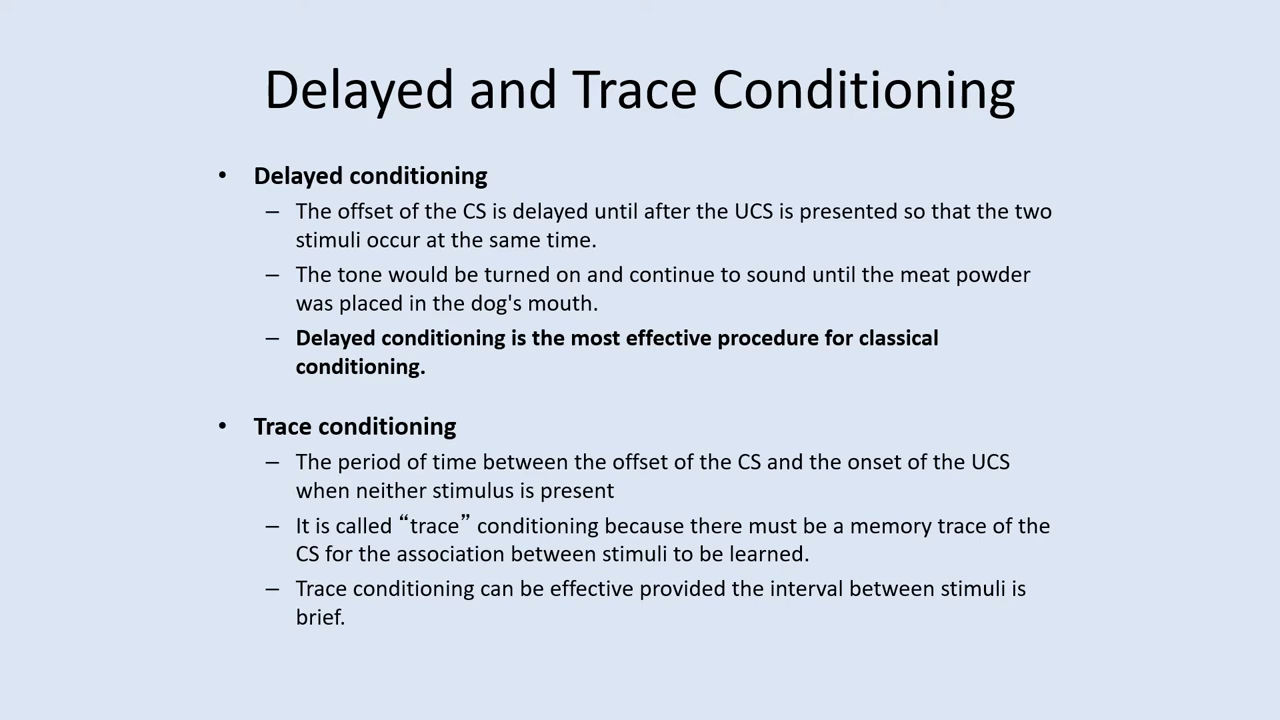 Delayed and Trace Conditioning
• Delayed conditioning
– The offset of the CS is delayed until after the UCS is presented so that the two
stimuli occur at the same time.
– The tone would be turned on and continue to sound until the meat powder
was placed in the dog's mouth.
– Delayed conditioning is the most effective procedure for classical
conditioning.
• Trace conditioning
– The period of time between the offset of the CS and the onset of the UCS
when neither stimulus is present
– It is called “trace” conditioning because there must be a memory trace of the
CS for the association between stimuli to be learned.
– Trace conditioning can be effective provided the interval between stimuli is
brief.